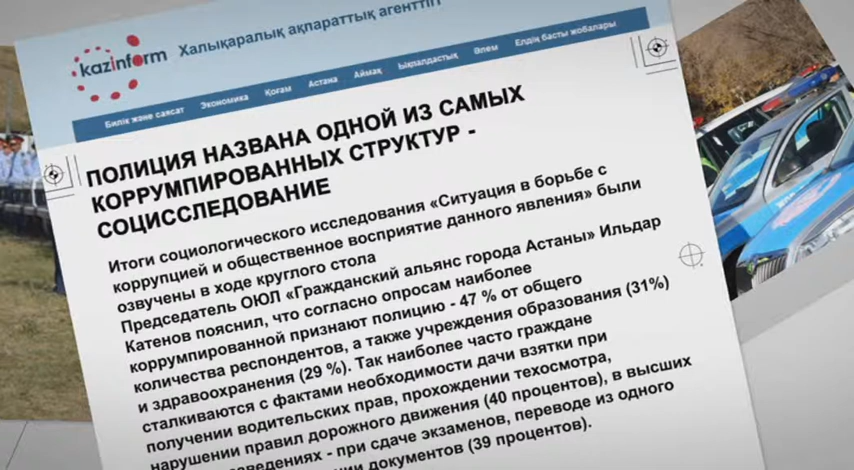 kazinform
Халықаралық ақпараттық агенттігі
Билік және саясат Экономика Қоғам Астана Аймақ Ықпалдастық Әлем Елдің басты жобалары
ПОЛИЦИЯ НАЗВАНА ОДНОЙ ИЗ САМЫХ
КОРРУМПИРОВАННЫХ СТРУКТУР -
СОЦИССЛЕДОВАНИЕ
Итоги социологического исследования «Ситуация в борьбе с
коррупцией и общественное восприятие данного явления» были
озвучены в ходе круглого стола
Председатель ОЮЛ «Гражданский альянс города Астаны» Ильдар
Катенов пояснил, что согласно опросам наиболее
коррумпированной признают полицию - 47 % от общего
количества респондентов, а также учреждения образования (31%)
и здравоохранения (29 %). Так наиболее часто граждане
сталкиваются с фактами необходимости дачи взятки при
получении водительских прав, прохождении техосмотра,
нарушении правил дорожного движения (40 процентов), в высших
при сдаче экзаменов, переводе из одного
документов (39 процентов).